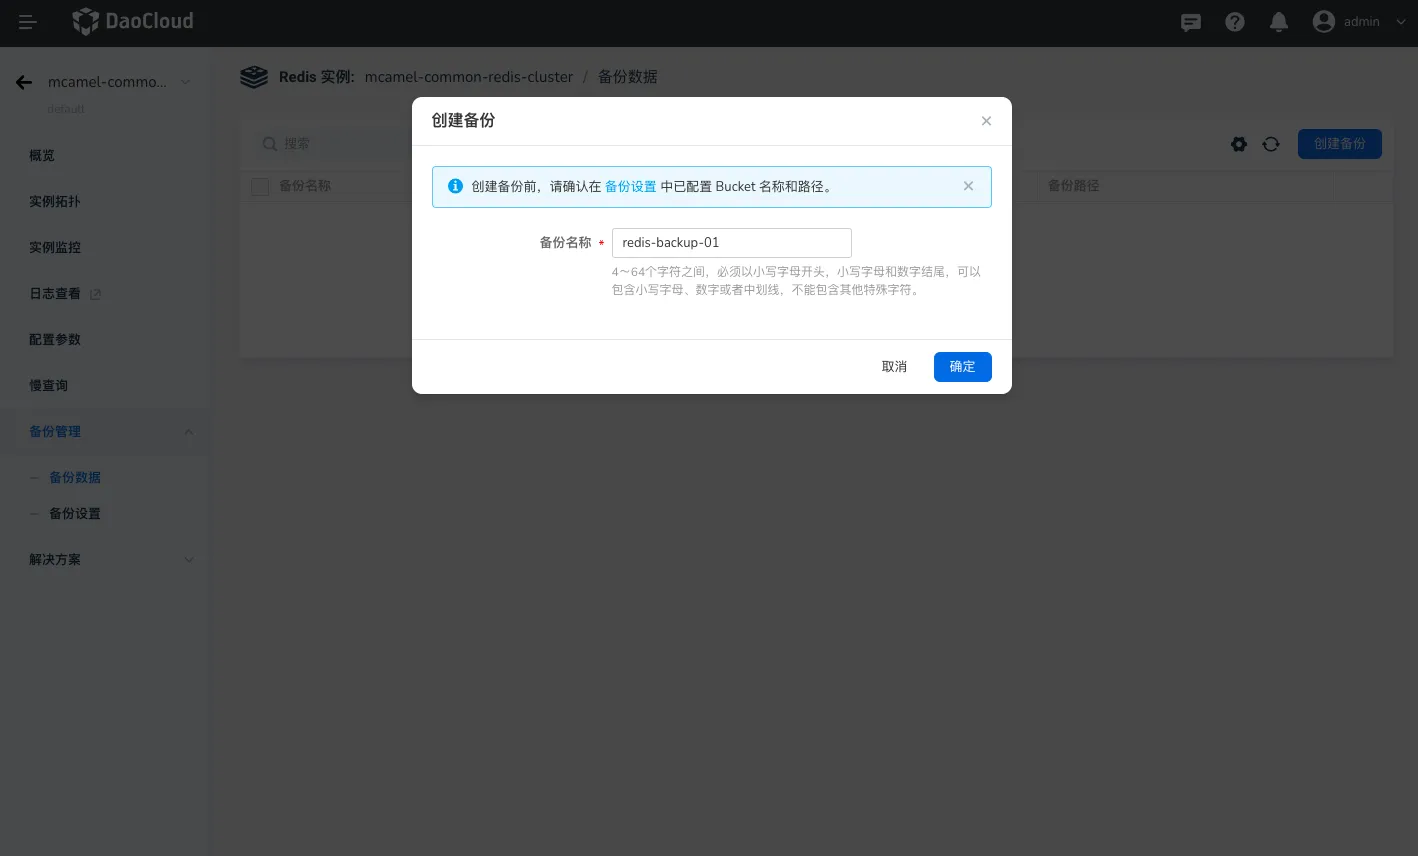 DaoCloud
admin
mcamel-commo...
default
Redis 实例: mcamel-common-redis-cluster / 备份数据
创建备份
创建备份前，请确认在 备份设置 中已配置 Bucket 名称和路径。
备份名称 * redis-backup-01
4～64个字符之间，必须以小写字母开头，小写字母和数字结尾，可以
包含小写字母、数字或者中划线，不能包含其他特殊字符。
取消 确定
搜索
创建备份
备份名称
备份路径
概览
实例拓扑
实例监控
日志查看
配置参数
慢查询
备份管理
备份数据
备份设置
解决方案